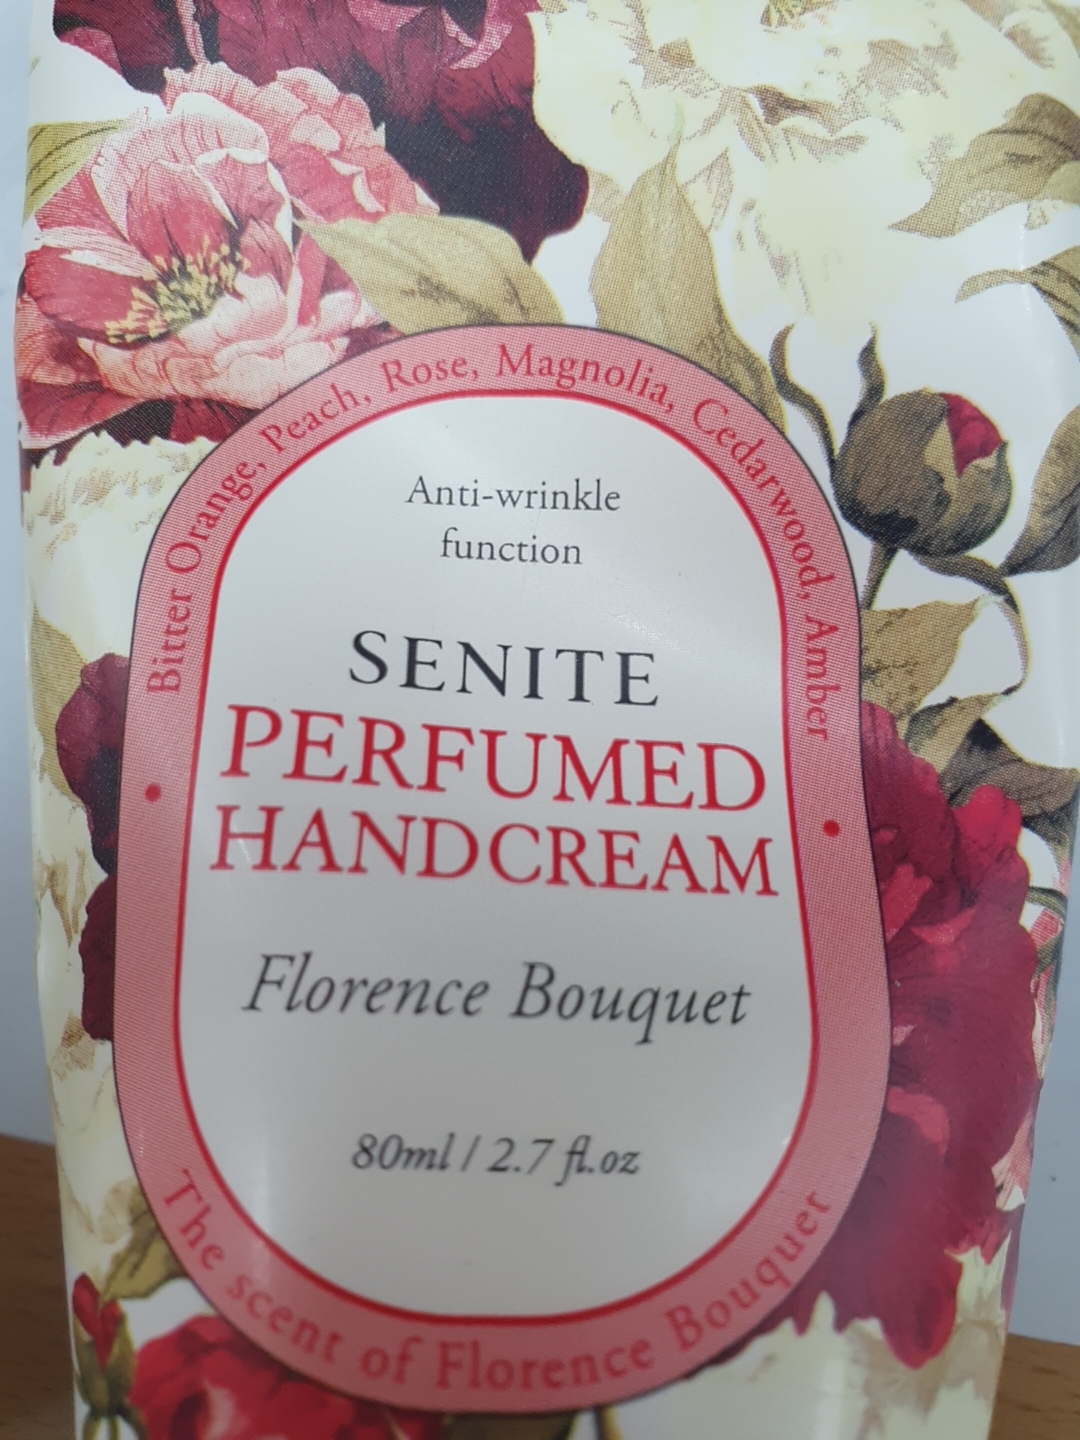 Bitter Orange, Peach, Rose, Magnolia, Cedarwood, Amber
Anti-wrinkle
function
SENITE
PERFUMED
HANDCREAM
Florence Bouquet
80ml / 2.7 fl.oz
The scent of Florence Bouquet